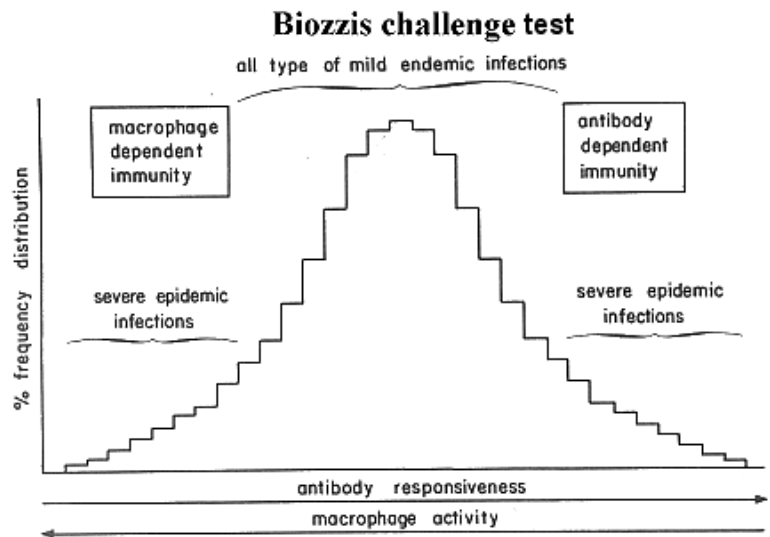 Biozzis challenge test
all type of mild endemic infections
macrophage
dependent
immunity
antibody
dependent
immunity
% frequency distribution
severe epidemic
infections
severe epidemic
infections
antibody responsiveness
macrophage activity